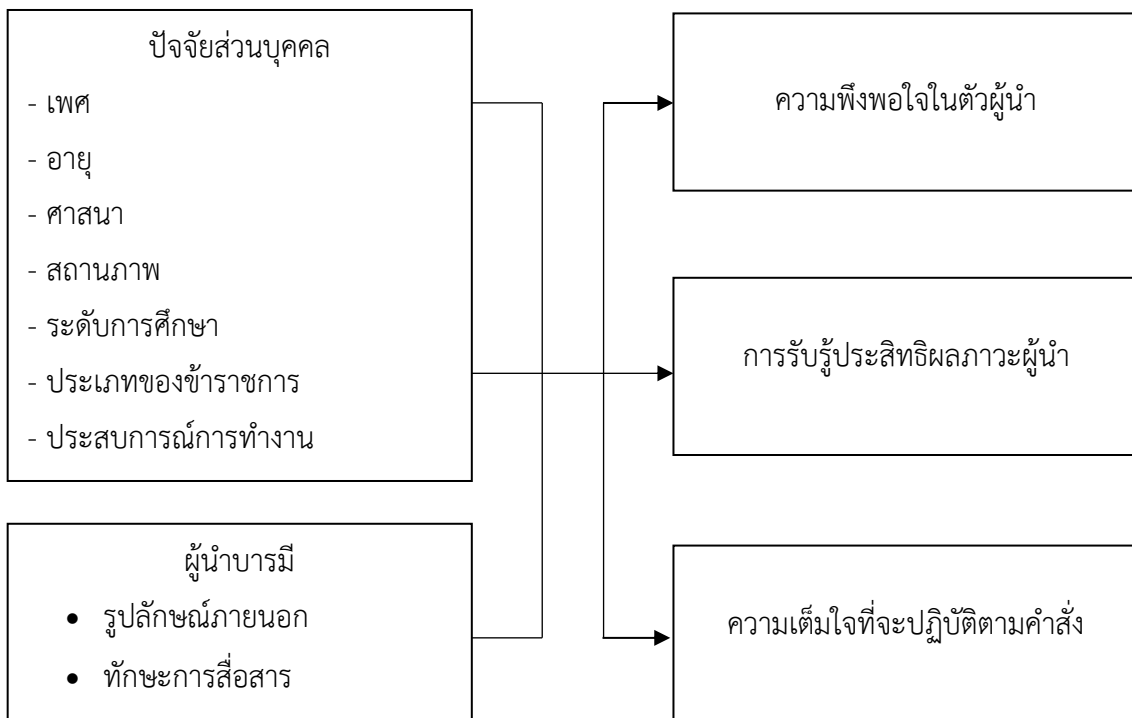 ปัจจัยส่วนบุคคล
- เพศ
- อายุ
- ศาสนา
- สถานภาพ
- ระดับการศึกษา
- ประเภทของข้าราชการ
- ประสบการณ์การทำงาน
ผู้นำบารมี
• รูปลักษณ์ภายนอก
• ทักษะการสื่อสาร
ความพึงพอใจในตัวผู้นำ
การรับรู้ประสิทธิผลภาวะผู้นำ
ความเต็มใจที่จะปฏิบัติตามคำสั่ง